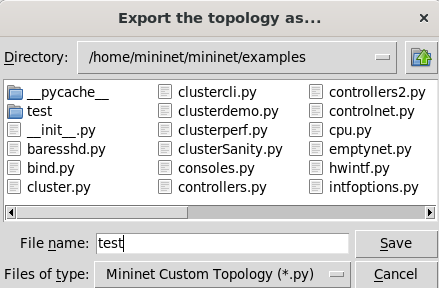 Export the topology as...
×
Directory: /home/mininet/mininet/examples
__pycache__ clustercli.py controllers2.py
test clusterdemo.py controlnet.py
__init__.py clusterperf.py cpu.py
baresshd.py clusterSanity.py emptynet.py
bind.py consoles.py hwintf.py
cluster.py controllers.py intfoptions.py
File name: test Save
Files of type: Mininet Custom Topology (*.py) Cancel